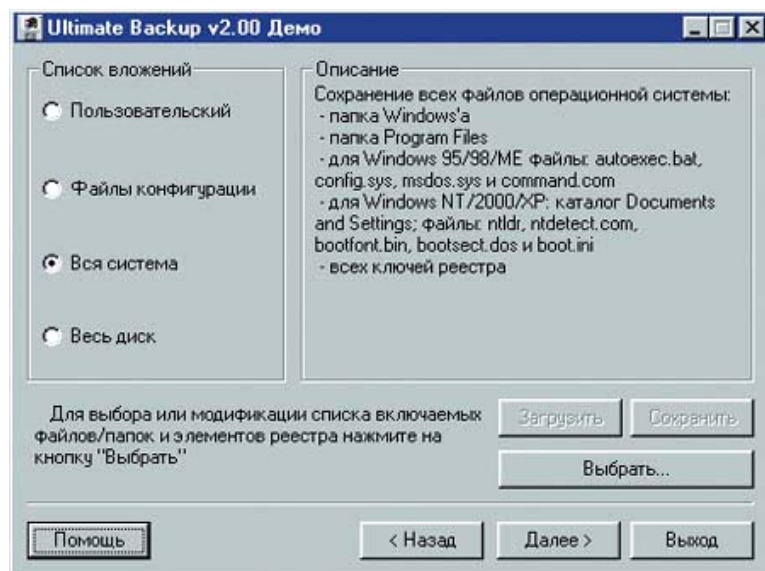 Ultimate Backup v2.00 Демо
Список вложений
Пользовательский
Файлы конфигурации
Вся система
Весь диск
Описание
Сохранение всех файлов операционной системы:
- папка Windows'а
- папка Program Files
- для Windows 95/98/ME файлы: autoexec.bat,
config.sys, msdos.sys и command.com
- для Windows NT/2000/XP: каталог Documents
and Settings; файлы: ntldr, ntdetect.com,
bootfont.bin, bootsect.dos и boot.ini
- всех ключей реестра
Для выбора или модификации списка включаемых
файлов/папок и элементов реестра нажмите на
кнопку "Выбрать"
Загрузить
Сохранить
Выбрать...
Помощь
< Назад
Далее >
Выход